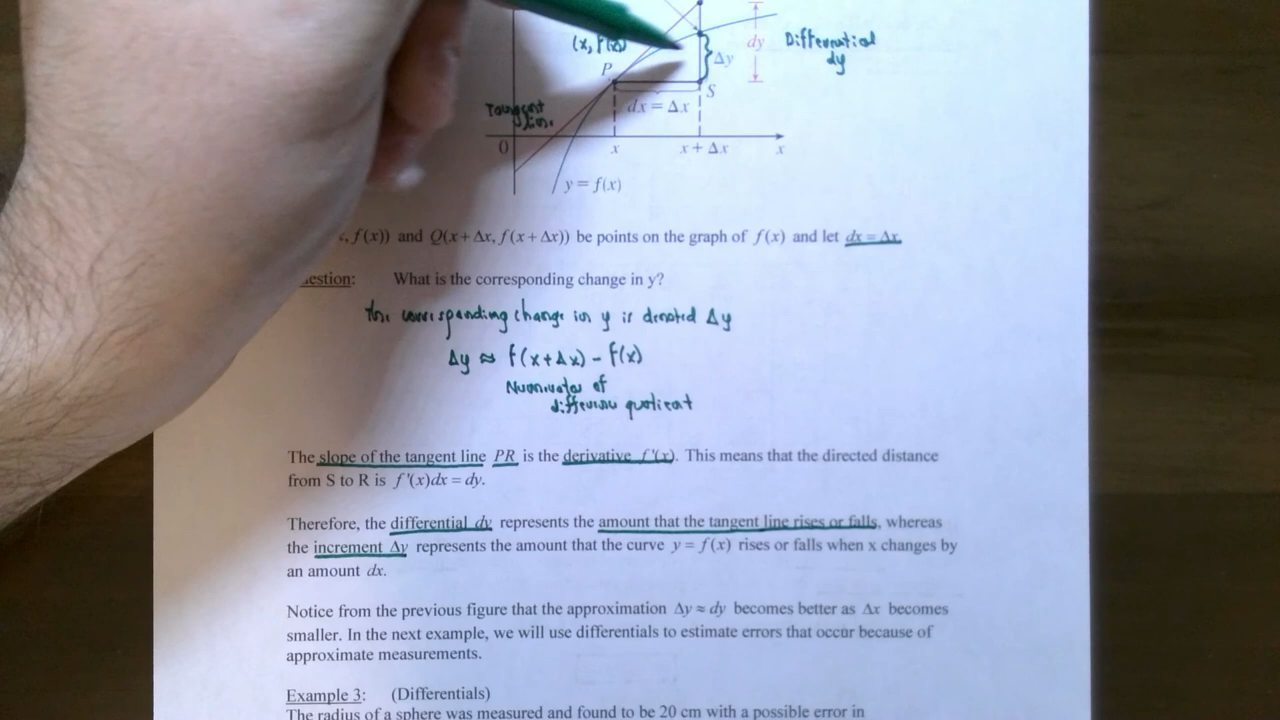 (x, f(x))
dy Differential
dy
Δy
P
S
Tangent
line
dx = Δx
0 x x + Δx x
y = f(x)
, f(x)) and Q(x + Δx, f(x + Δx)) be points on the graph of f(x) and let dx = Δx.
estion: What is the corresponding change in y?
the corresponding change in y is denoted Δy
Δy ≈ f(x+Δx) - f(x)
Numerator of
difference quotient
The slope of the tangent line PR is the derivative f '(x). This means that the directed distance
from S to R is f '(x)dx = dy.
Therefore, the differential dy represents the amount that the tangent line rises or falls, whereas
the increment Δy represents the amount that the curve y = f(x) rises or falls when x changes by
an amount dx.
Notice from the previous figure that the approximation Δy ≈ dy becomes better as Δx becomes
smaller. In the next example, we will use differentials to estimate errors that occur because of
approximate measurements.
Example 3: (Differentials)
The radius of a sphere was measured and found to be 20 cm with a possible error in